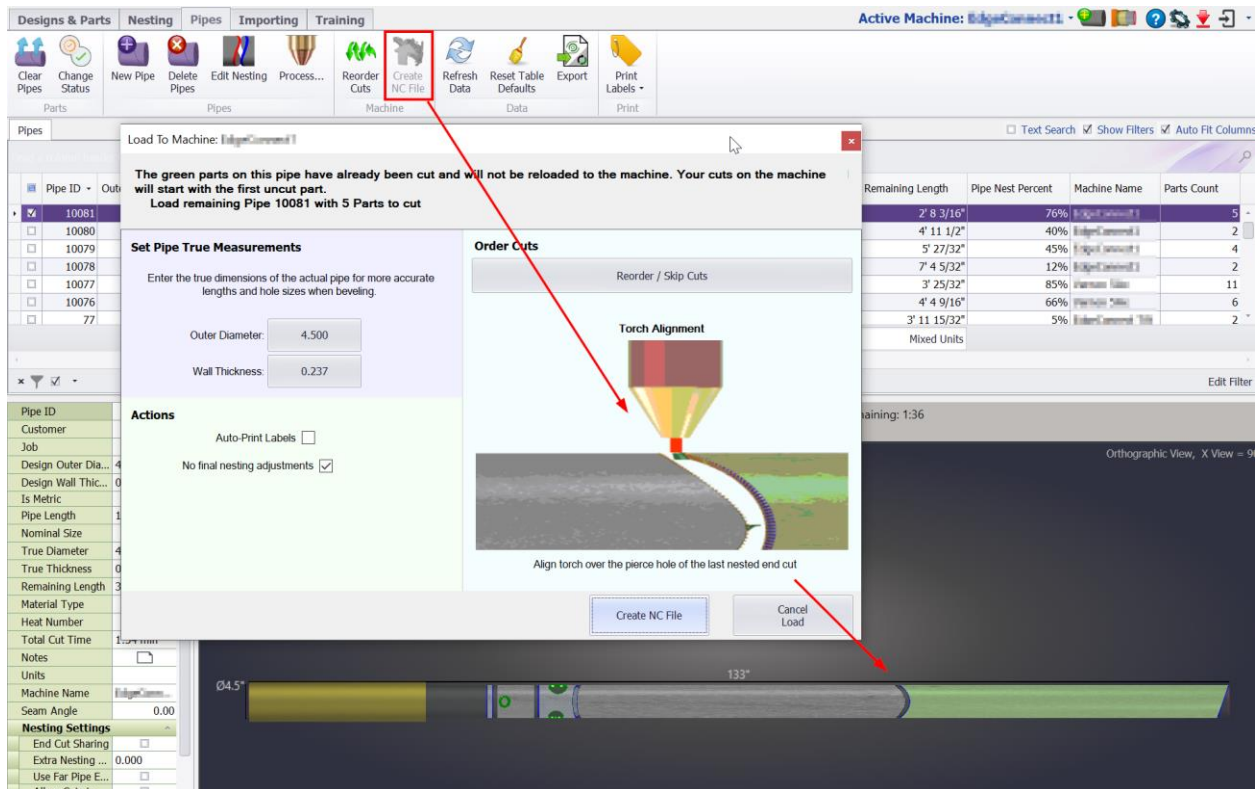 Designs & Parts Nesting Pipes Importing Training
Active Machine:
Clear Pipes
Change Status
New Pipe
Delete Pipes
Edit Nesting
Process...
Reorder Cuts
Create NC File
Refresh Data
Reset Table Defaults
Export
Print Labels
Parts Pipes Machine Data Print
Pipes
Text Search Show Filters Auto Fit Columns
Load To Machine:
The green parts on this pipe have already been cut and will not be reloaded to the machine. Your cuts on the machine
will start with the first uncut part.
Load remaining Pipe 10081 with 5 Parts to cut
Pipe ID Out
Remaining Length Pipe Nest Percent Machine Name Parts Count
10081 2' 8 3/16" 76% 5
10080 4' 11 1/2" 40% 2
10079 5' 27/32" 45% 4
10078 7' 4 5/32" 12% 2
10077 3' 25/32" 85% 11
10076 4' 4 9/16" 66% 6
77 3' 11 15/32" 5% 2
Mixed Units
Edit Filter
Set Pipe True Measurements
Enter the true dimensions of the actual pipe for more accurate
lengths and hole sizes when beveling.
Outer Diameter: 4.500
Wall Thickness: 0.237
Actions
Auto-Print Labels
No final nesting adjustments
Order Cuts
Reorder / Skip Cuts
Torch Alignment
Align torch over the pierce hole of the last nested end cut
Create NC File
Cancel
Load
aining: 1:36
Orthographic View, X View = 90
Pipe ID
Customer
Job
Design Outer Dia... 4
Design Wall Thic... 0
Is Metric
Pipe Length 1
Nominal Size
True Diameter 4
True Thickness 0
Remaining Length 3
Material Type
Heat Number
Total Cut Time
Notes
Units
Machine Name
Seam Angle 0.00
Nesting Settings
End Cut Sharing
Extra Nesting ... 0.000
Use Far Pipe E...
Ø4.5"
133"